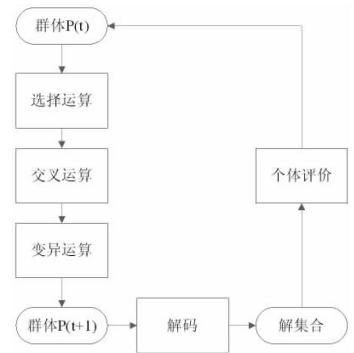 群体P(t)
选择运算
交叉运算
个体评价
变异运算
群体P(t+1)
解码
解集合